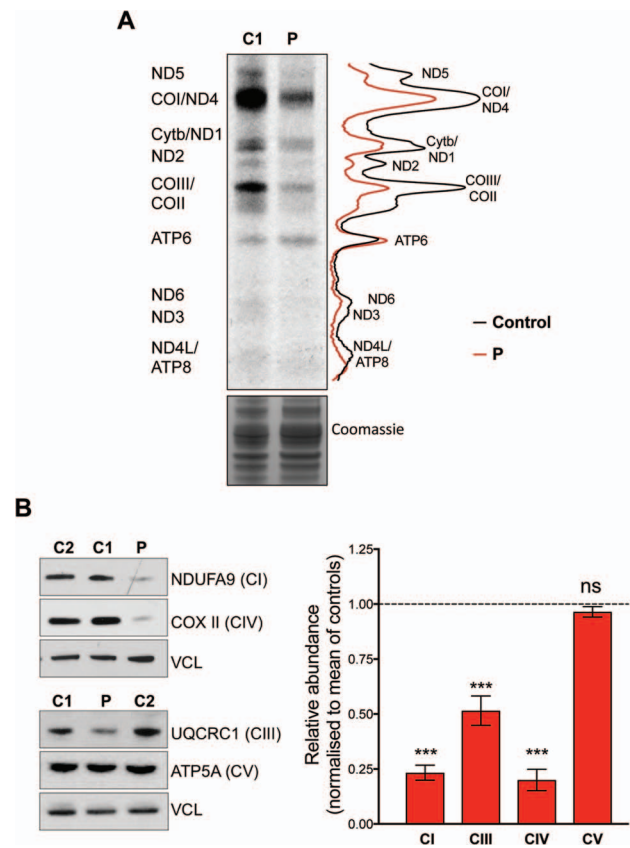 A
C1 P
ND5
COI/ND4
Cytb/ND1
ND2
COIII/
COII
ATP6
ND6
ND3
ND4L/
ATP8
ND5
COI/
ND4
Cytb/
ND1
ND2
COIII/
COII
ATP6
ND6
ND3
ND4L/
ATP8
Control
P
Coomassie
B
C2 C1 P
NDUFA9 (CI)
COX II (CIV)
VCL
C1 P C2
UQCRC1 (CIII)
ATP5A (CV)
VCL
Relative abundance
(normalised to mean of controls)
1.25
1.00
0.75
0.50
0.25
0.00
***
***
***
ns
CI CIII CIV CV